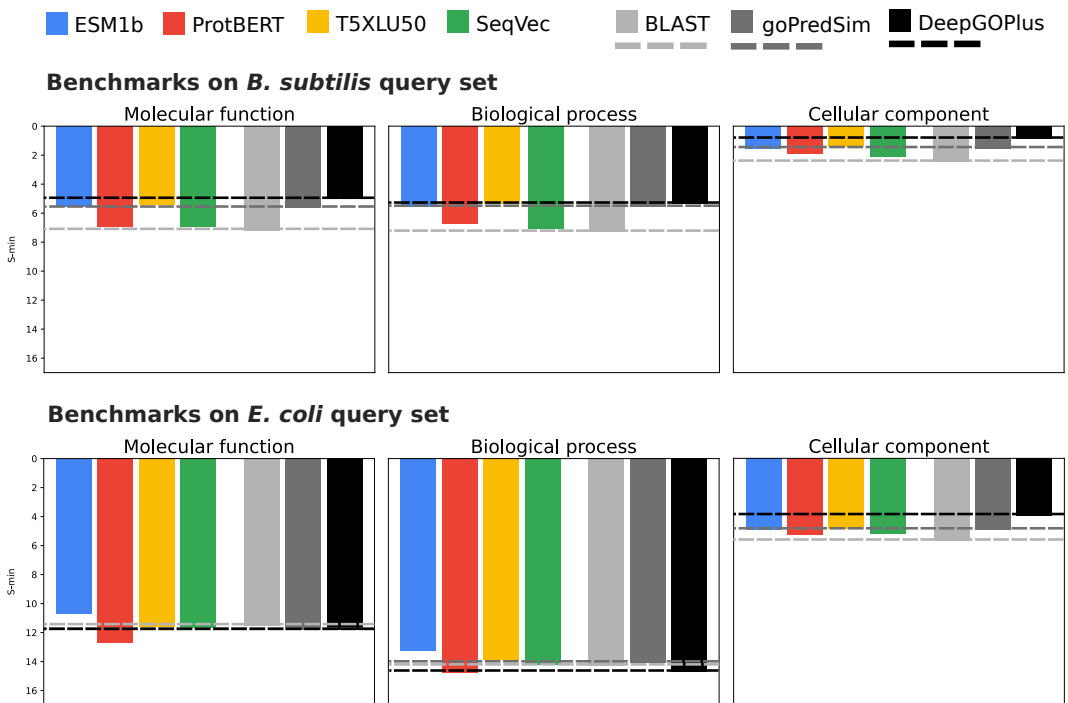 ESM1b ProtBERT T5XLU50 SeqVec BLAST goPredSim DeepGOPlus
Benchmarks on B. subtilis query set
Molecular function Biological process Cellular component
0
2
4
6
8
10
12
14
16
S-min
Benchmarks on E. coli query set
Molecular function Biological process Cellular component
0
2
4
6
8
10
12
14
16
S-min